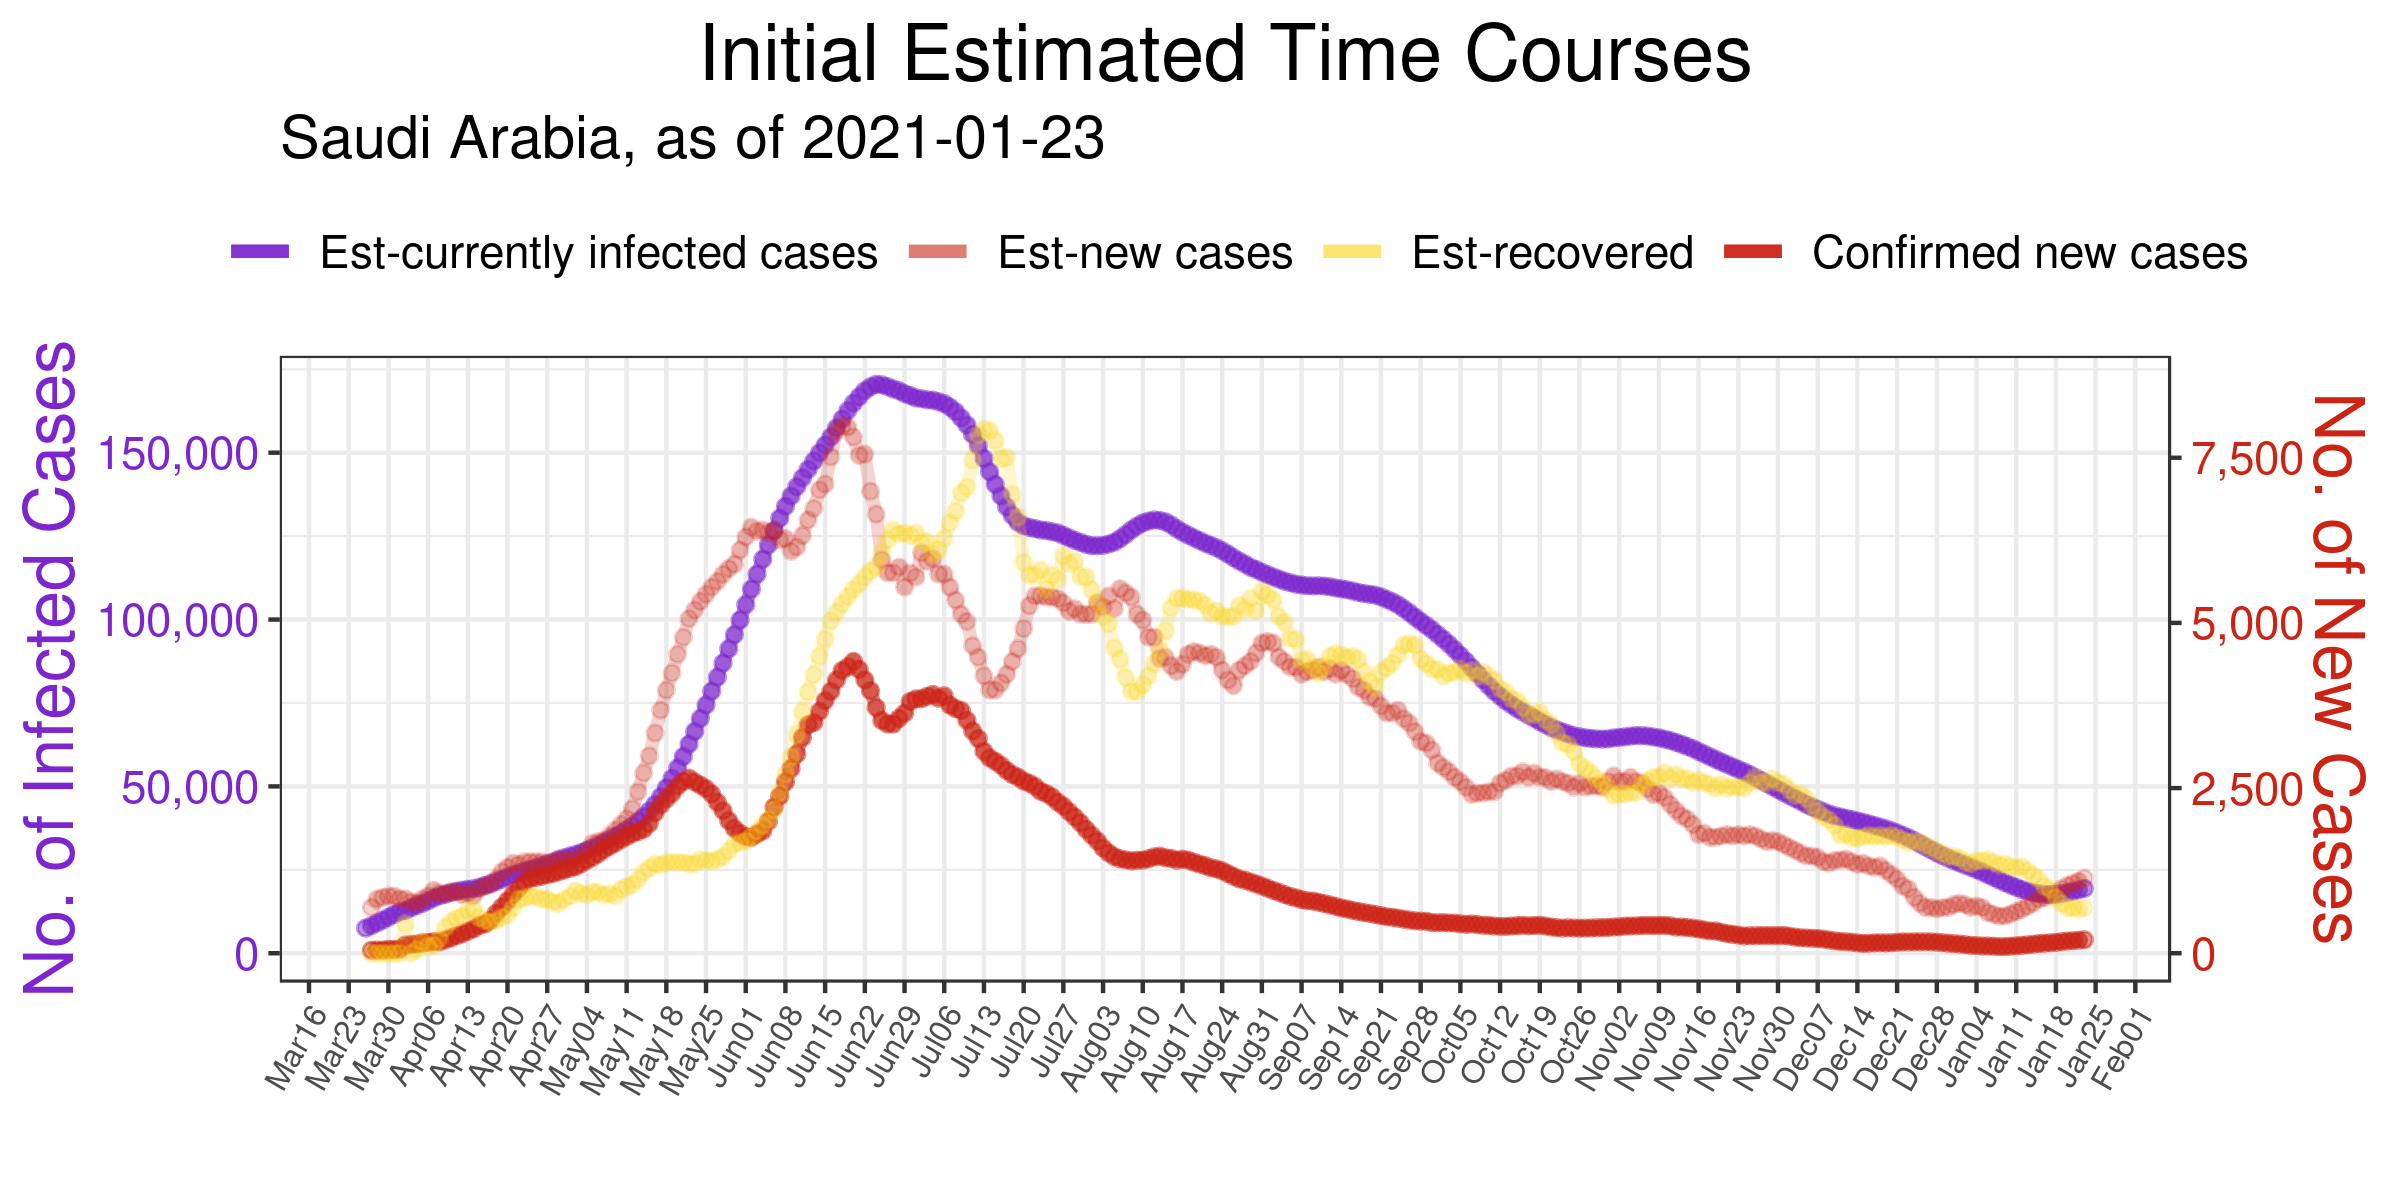 Initial Estimated Time Courses
Saudi Arabia, as of 2021-01-23
Est-currently infected cases Est-new cases Est-recovered Confirmed new cases
No. of Infected Cases
150,000
100,000
50,000
0
7,500
5,000
2,500
0
No. of New Cases
Mar16 Mar23 Mar30 Apr06 Apr13 Apr20 Apr27 May04 May11 May18 May25 Jun01 Jun08 Jun15 Jun22 Jun29 Jul06 Jul13 Jul20 Jul27 Aug03 Aug10 Aug17 Aug24 Aug31 Sep07 Sep14 Sep21 Sep28 Oct05 Oct12 Oct19 Oct26 Nov02 Nov09 Nov16 Nov23 Nov30 Dec07 Dec14 Dec21 Dec28 Jan04 Jan11 Jan18 Jan25 Feb01